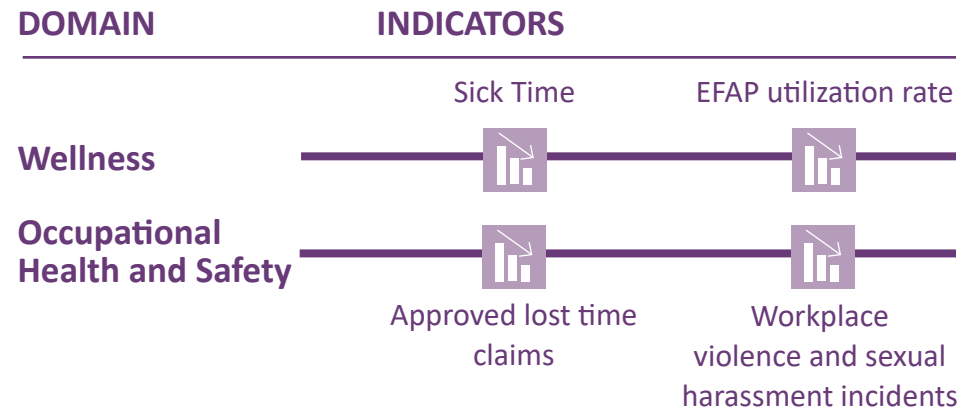 DOMAIN INDICATORS
Sick Time EFAP utilization rate
Wellness
Occupational
Health and Safety
Approved lost time
claims
Workplace
violence and sexual
harassment incidents